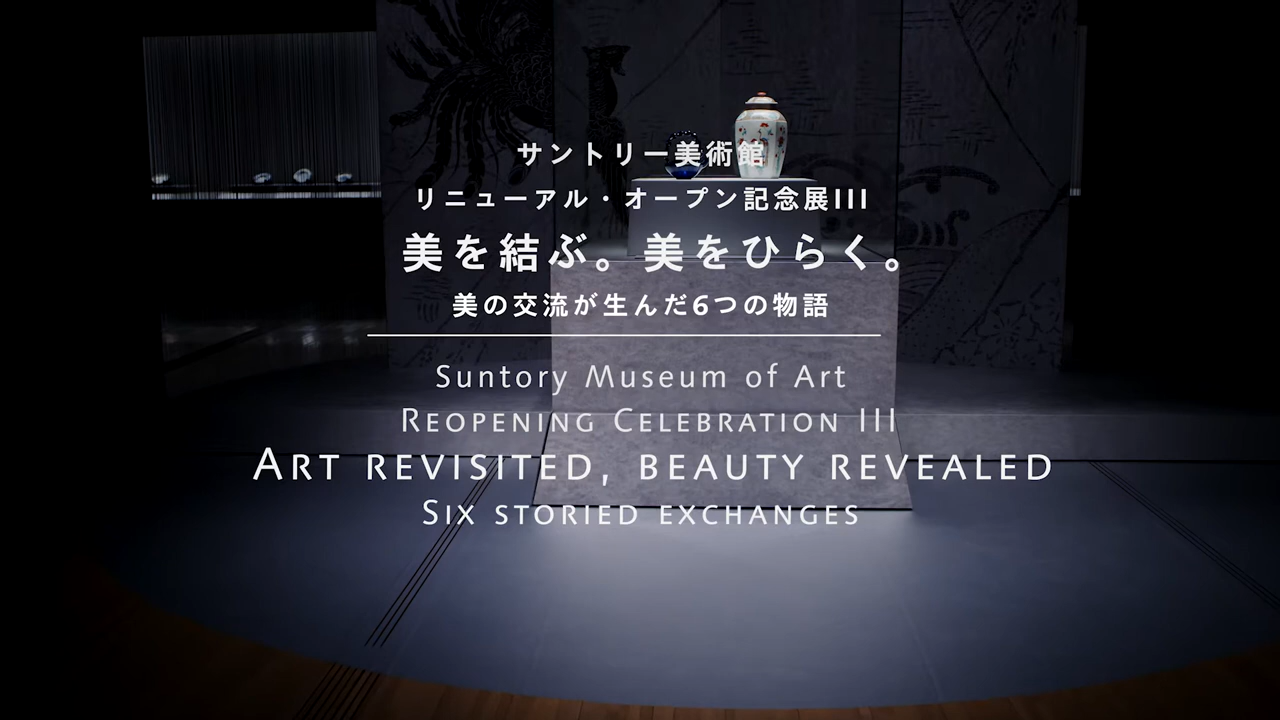 サントリー美術館
リニューアル・オープン記念展III
美を結ぶ。美をひらく。
美の交流が生んだ6つの物語
Suntory Museum of Art
Reopening Celebration III
Art revisited, beauty revealed
Six storied exchanges